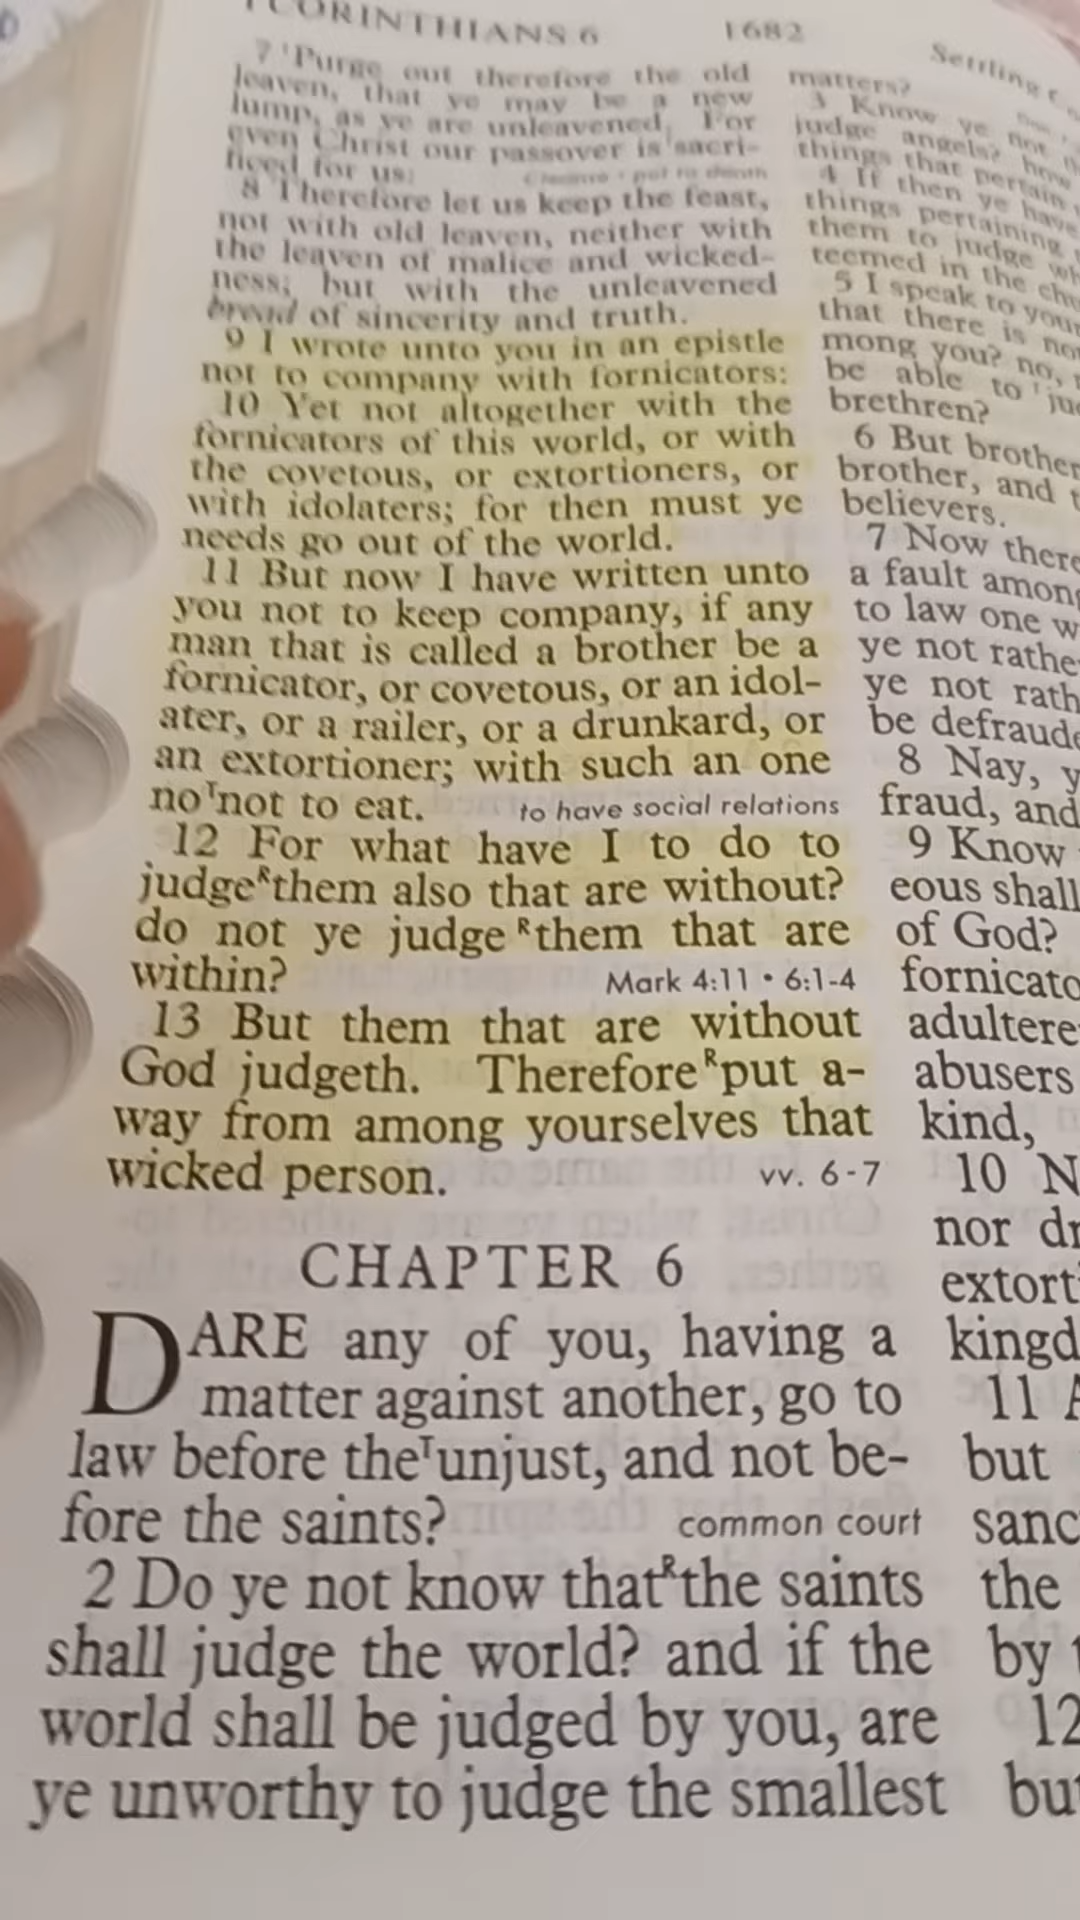 CORINTHIANS 6
1682
Settling
7 'Purge out therefore the old
leaven, that ye may be a new
lump, as ye are unleavened. For
even Christ our passover is sacri-
ficed for us:
8 Therefore let us keep the feast,
not with old leaven, neither with
the leaven of malice and wicked-
ness; but with the unleavened
bread of sincerity and truth.
9 I wrote unto you in an epistle
not to company with fornicators:
10 Yet not altogether with the
fornicators of this world, or with
the covetous, or extortioners, or
with idolaters; for then must ye
needs go out of the world.
11 But now I have written unto
you not to keep company, if any
man that is called a brother be a
fornicator, or covetous, or an idol-
ater, or a railer, or a drunkard, or
an extortioner; with such an one
no ᵀnot to eat. to have social relations
12 For what have I to do to
judge ᴿthem also that are without?
do not ye judge ᴿthem that are
within? Mark 4:11 • 6:1-4
13 But them that are without
God judgeth. Therefore ᴿput a-
way from among yourselves that
wicked person. vv. 6-7
CHAPTER 6
DARE any of you, having a
matter against another, go to
law before the ᵀunjust, and not be-
fore the saints? common court
2 Do ye not know that ᴿthe saints
shall judge the world? and if the
world shall be judged by you, are
ye unworthy to judge the smallest
matters?
3 Know ye not
judge angels? how
things that pertain
4 If then ye have
things pertaining
them to judge
teemed in the
5 I speak to your
that there is
mong you? no,
be able to
brethren?
6 But brother
brother, and
believers.
7 Now there
a fault among
to law one
ye not rather
ye not rath
be defraude
8 Nay, y
fraud, and
9 Know
eous shall
of God?
fornicato
adultere
abusers
kind,
10 N
nor dr
extorti
kingd
11 A
but
sanc
the
by
12
but